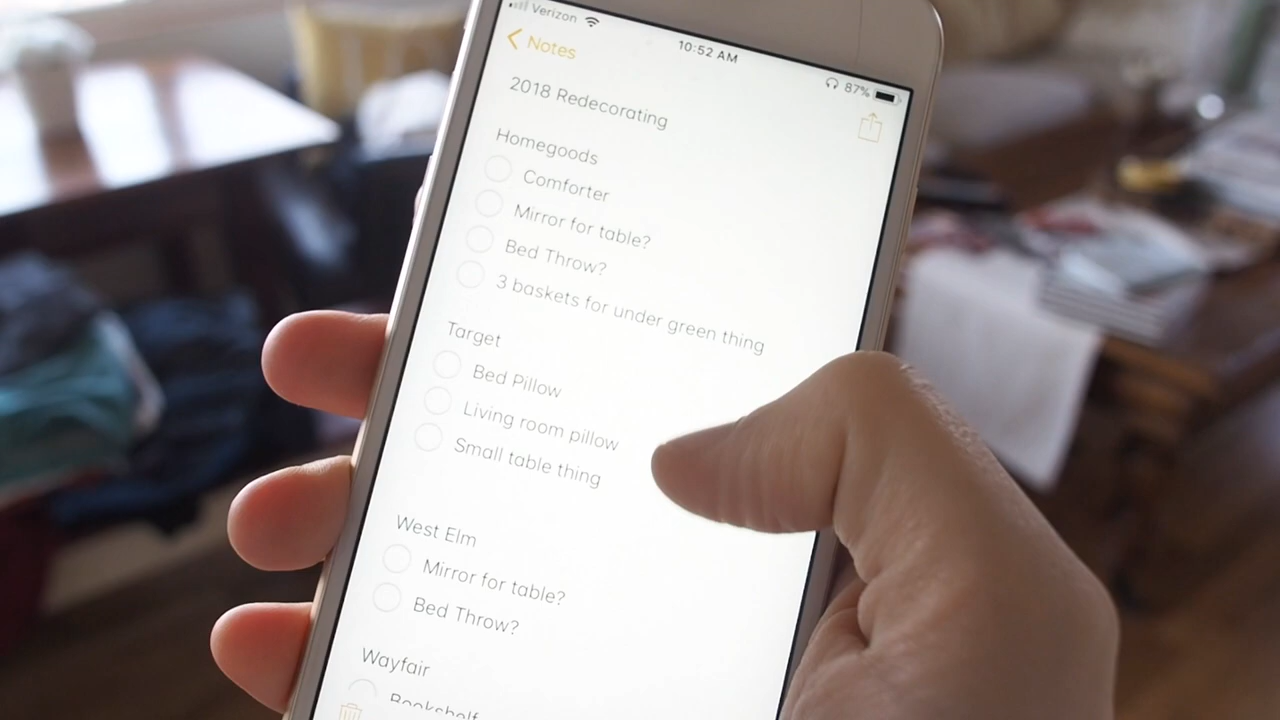 Verizon
10:52 AM
87%
Notes
2018 Redecorating
Homegoods
Comforter
Mirror for table?
Bed Throw?
3 baskets for under green thing
Target
Bed Pillow
Living room pillow
Small table thing
West Elm
Mirror for table?
Bed Throw?
Wayfair
Bookshelf